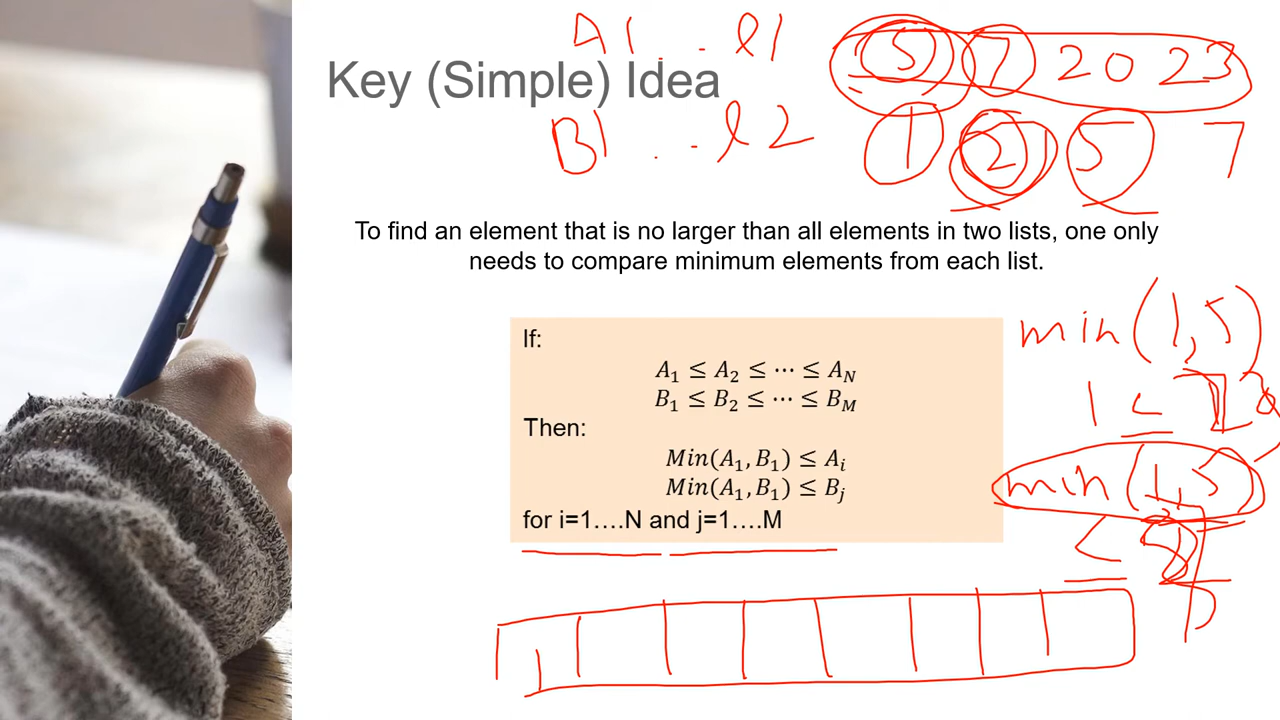 A1 .. l1 5 7 20 23
Key (Simple) Idea
B1 .. l2 1 2 5 7
To find an element that is no larger than all elements in two lists, one only
needs to compare minimum elements from each list.
min(1,5)
If:
A₁ ≤ A₂ ≤ ⋯ ≤ A_N
B₁ ≤ B₂ ≤ ⋯ ≤ B_M
1 ≤
Then:
Min(A₁, B₁) ≤ Aᵢ
Min(A₁, B₁) ≤ Bⱼ
min(1,5)
for i=1....N and j=1....M
≤
1